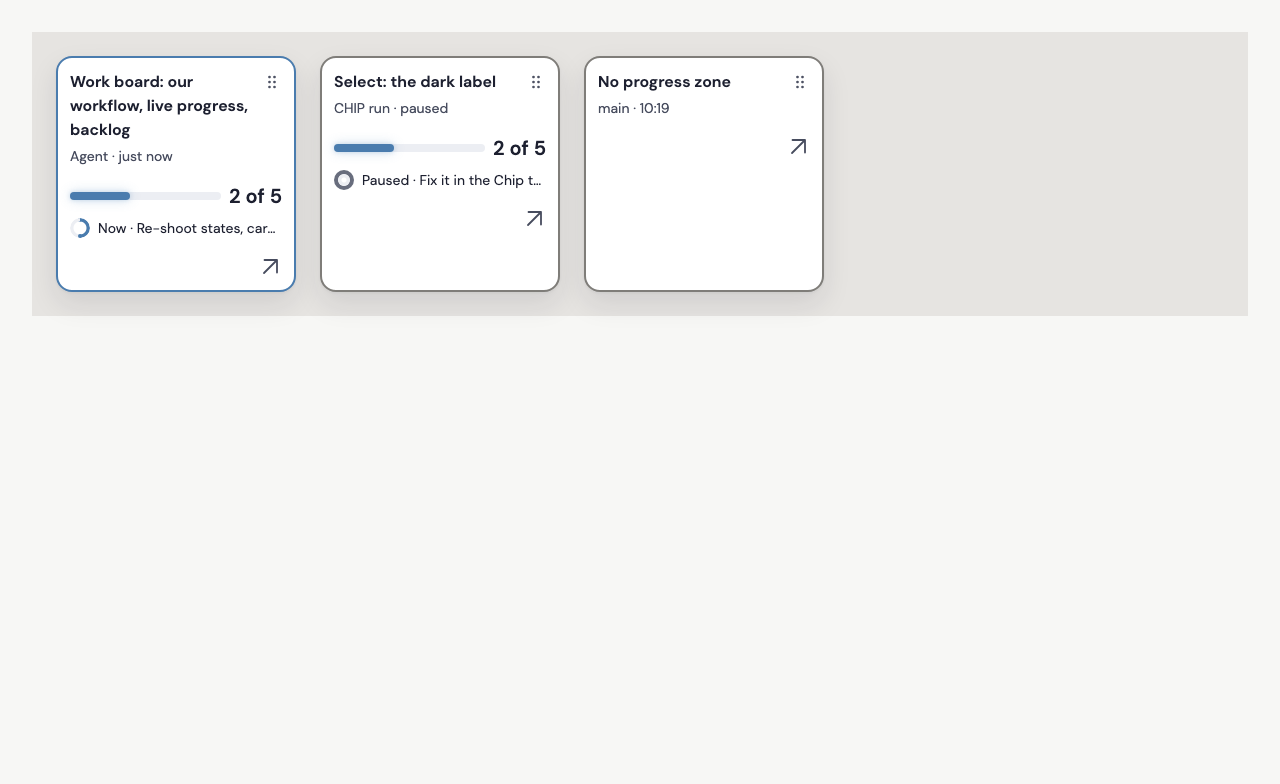 Work board: our
workflow, live progress,
backlog
Agent · just now
2 of 5
Now · Re-shoot states, car…
Select: the dark label
CHIP run · paused
2 of 5
Paused · Fix it in the Chip t…
No progress zone
main · 10:19